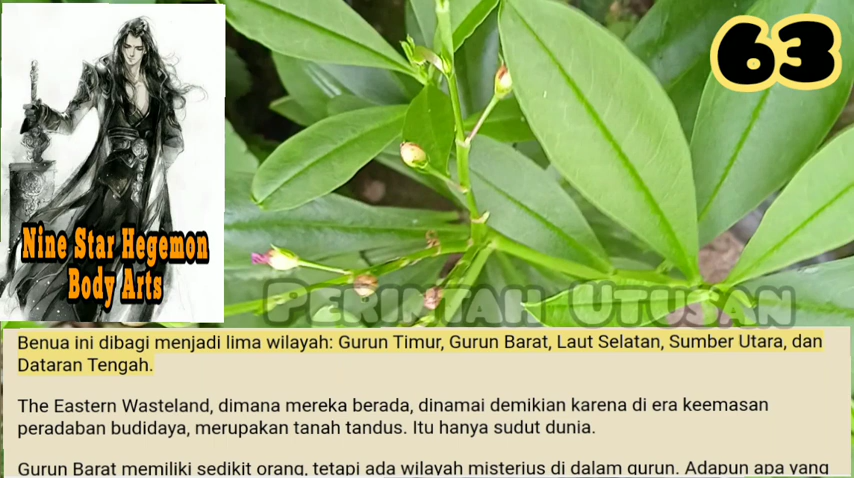 63
Nine Star Hegemon
Body Arts
Perintah Utusan
Benua ini dibagi menjadi lima wilayah: Gurun Timur, Gurun Barat, Laut Selatan, Sumber Utara, dan
Dataran Tengah.
The Eastern Wasteland, dimana mereka berada, dinamai demikian karena di era keemasan
peradaban budidaya, merupakan tanah tandus. Itu hanya sudut dunia.
Gurun Barat memiliki sedikit orang, tetapi ada wilayah misterius di dalam gurun. Adapun apa yang